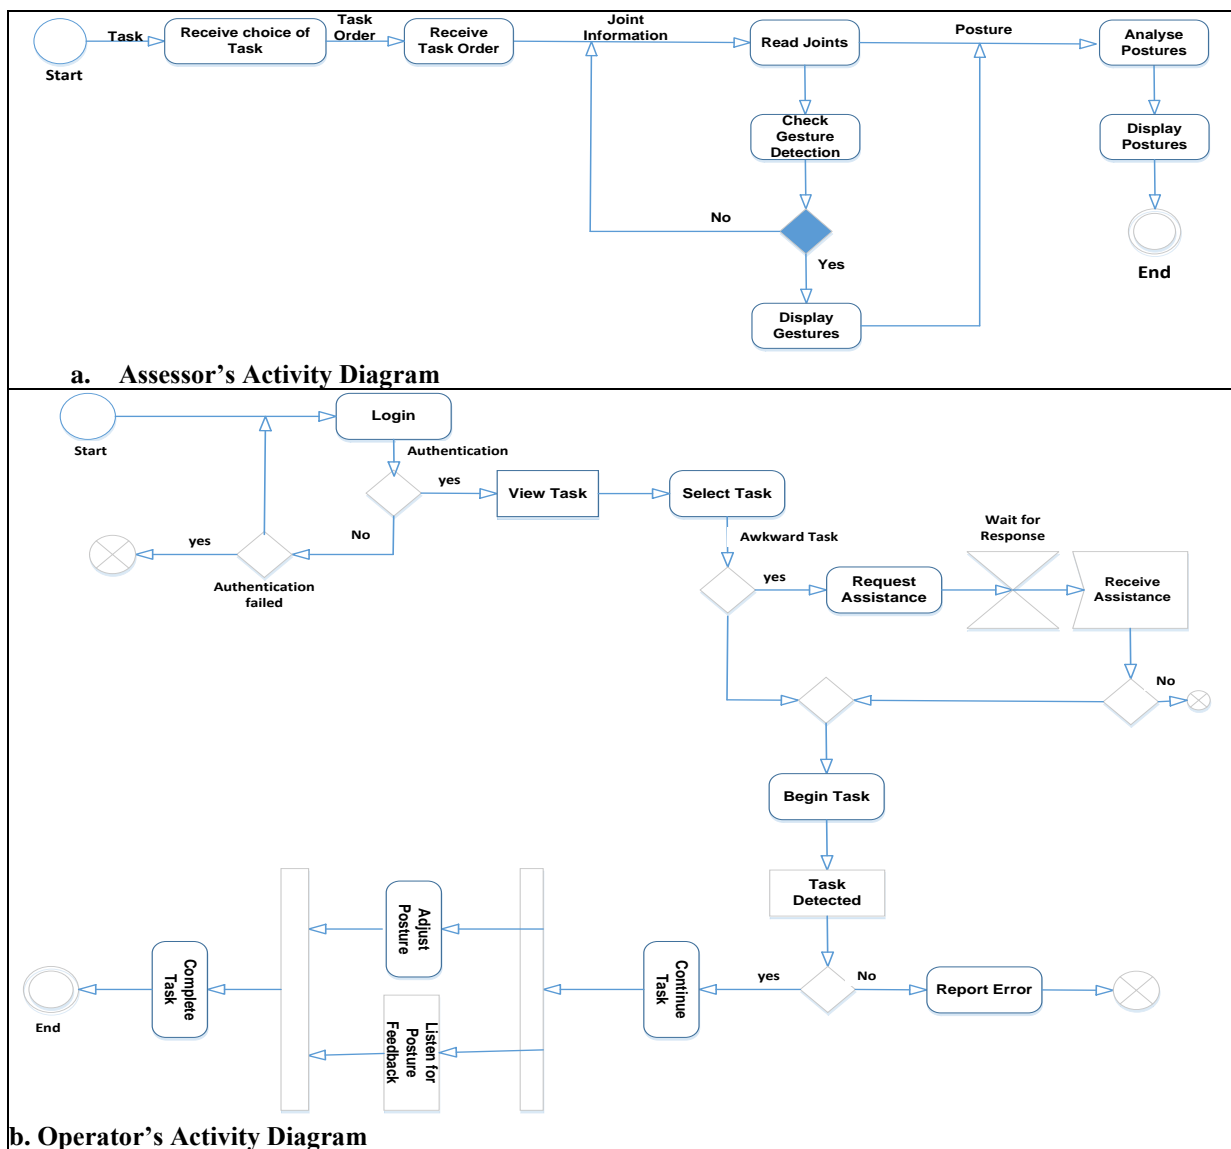 Start
Task
Receive choice of
Task
Task
Order
Receive
Task Order
Joint
Information
Read Joints
Posture
Analyse
Postures
Check
Gesture
Detection
Display
Postures
No
Yes
End
Display
Gestures
a. Assessor's Activity Diagram
Start
Login
Authentication
yes
View Task
Select Task
No
yes
Authentication
failed
Awkward Task
yes
Request
Assistance
Wait for
Response
Receive
Assistance
No
Begin Task
Task
Detected
yes
No
Report Error
Continue
Task
Adjust
Posture
Listen for
Posture
Feedback
Complete
Task
End
b. Operator's Activity Diagram